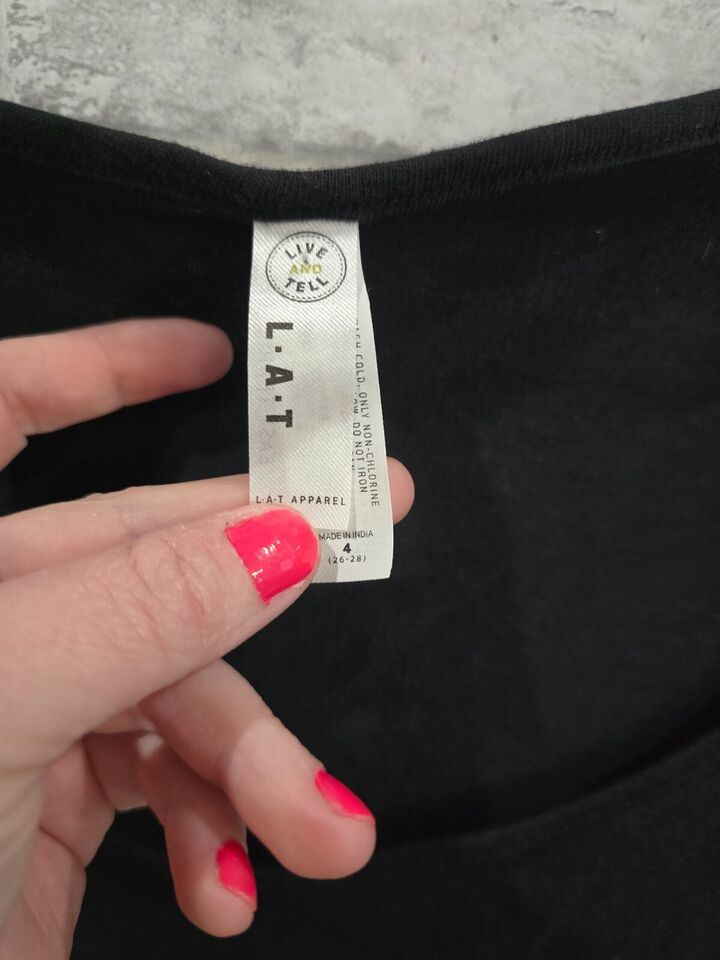 LIVE
AND
TELL
L·A·T
L·A·T APPAREL
COLD. ONLY NON-CHLORINE
DO NOT IRON
MADE IN INDIA
4
(26-28)